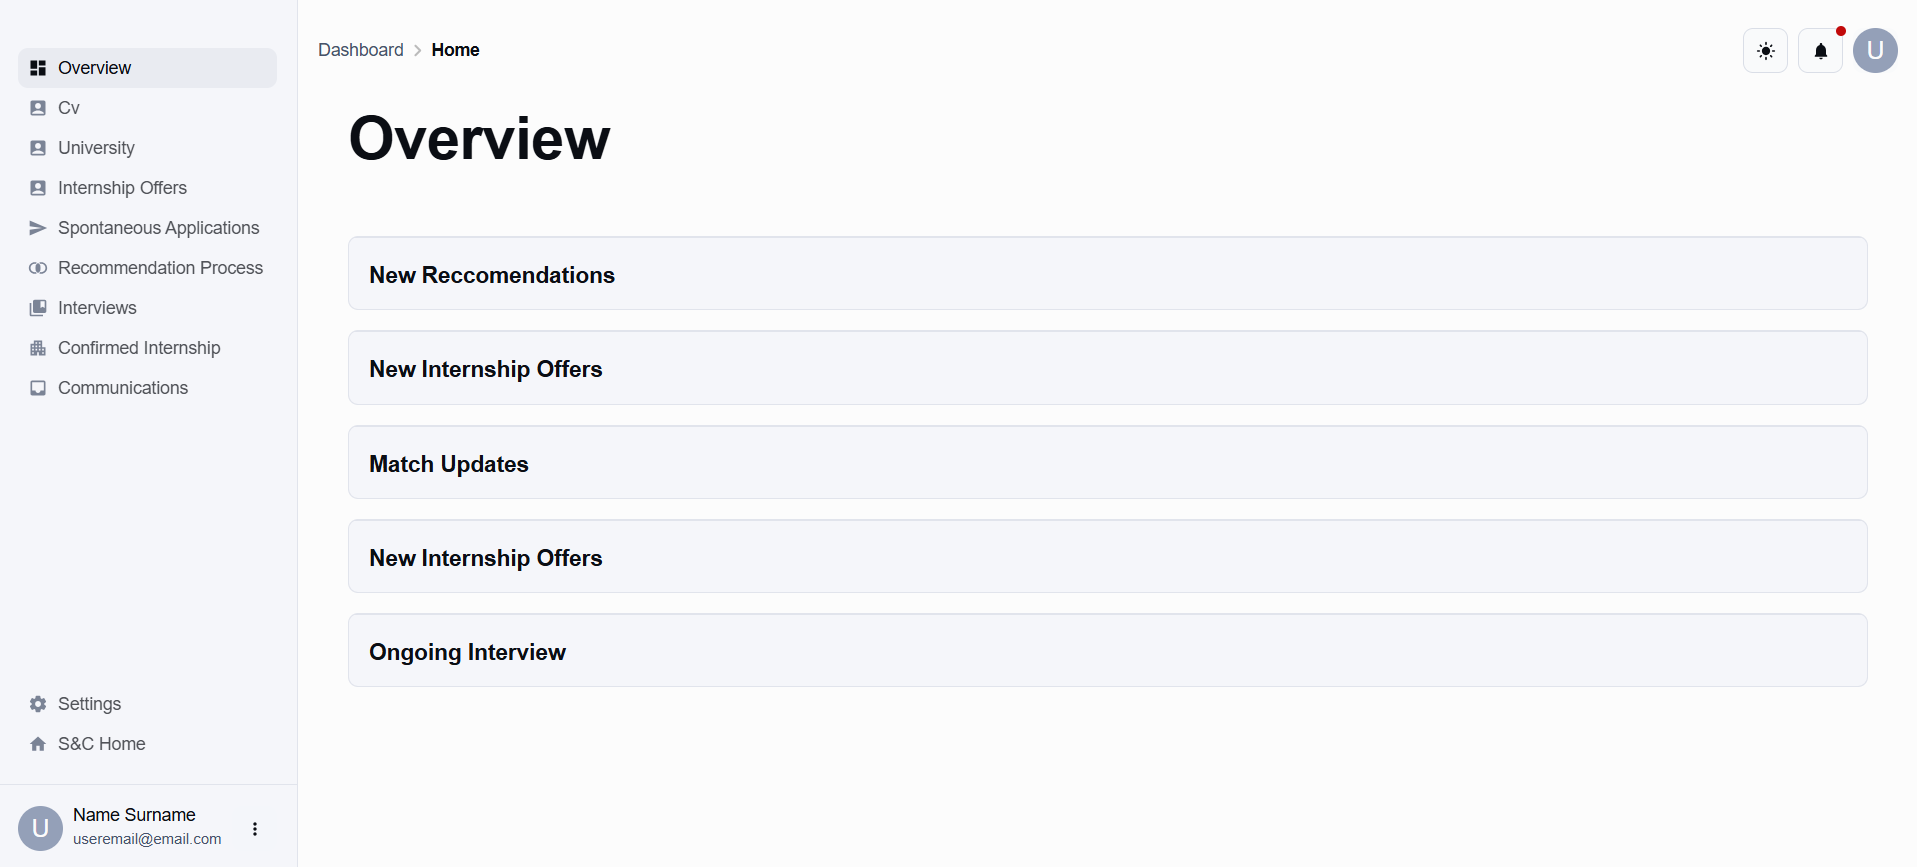 Overview
Cv
University
Internship Offers
Spontaneous Applications
Recommendation Process
Interviews
Confirmed Internship
Communications
Settings
S&C Home
U
Name Surname
useremail@email.com
Dashboard > Home
U
Overview
New Reccomendations
New Internship Offers
Match Updates
New Internship Offers
Ongoing Interview